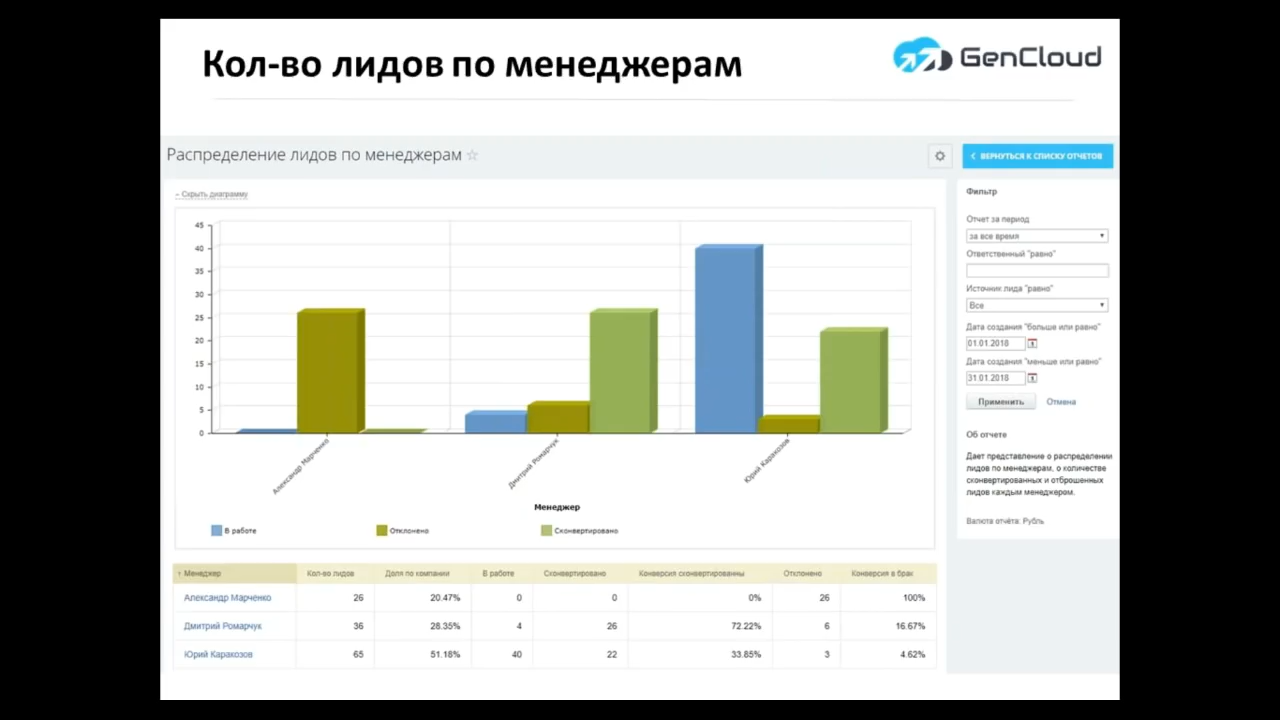 Кол-во лидов по менеджерам
GenCloud
Распределение лидов по менеджерам
ВЕРНУТЬСЯ К СПИСКУ ОТЧЕТОВ
– Скрыть диаграмму
45
40
35
30
25
20
15
10
5
0
Александр Марченко
Дмитрий Ромарчук
Юрий Каракозов
Менеджер
В работе
Отклонено
Сконвертировано
Фильтр
Отчет за период
за все время
Ответственный "равно"
Источник лида "равно"
Все
Дата создания "больше или равно"
01.01.2018
Дата создания "меньше или равно"
31.01.2018
Применить Отмена
Об отчете
Дает представление о распределении
лидов по менеджерам, о количестве
сконвертированных и отброшенных
лидов каждым менеджером.
Валюта отчёта: Рубль
↑ Менеджер Кол-во лидов Доля по компании В работе Сконвертировано Конверсия сконвертированны Отклонено Конверсия в брак
Александр Марченко 26 20.47% 0 0 0% 26 100%
Дмитрий Ромарчук 36 28.35% 4 26 72.22% 6 16.67%
Юрий Каракозов 65 51.18% 40 22 33.85% 3 4.62%